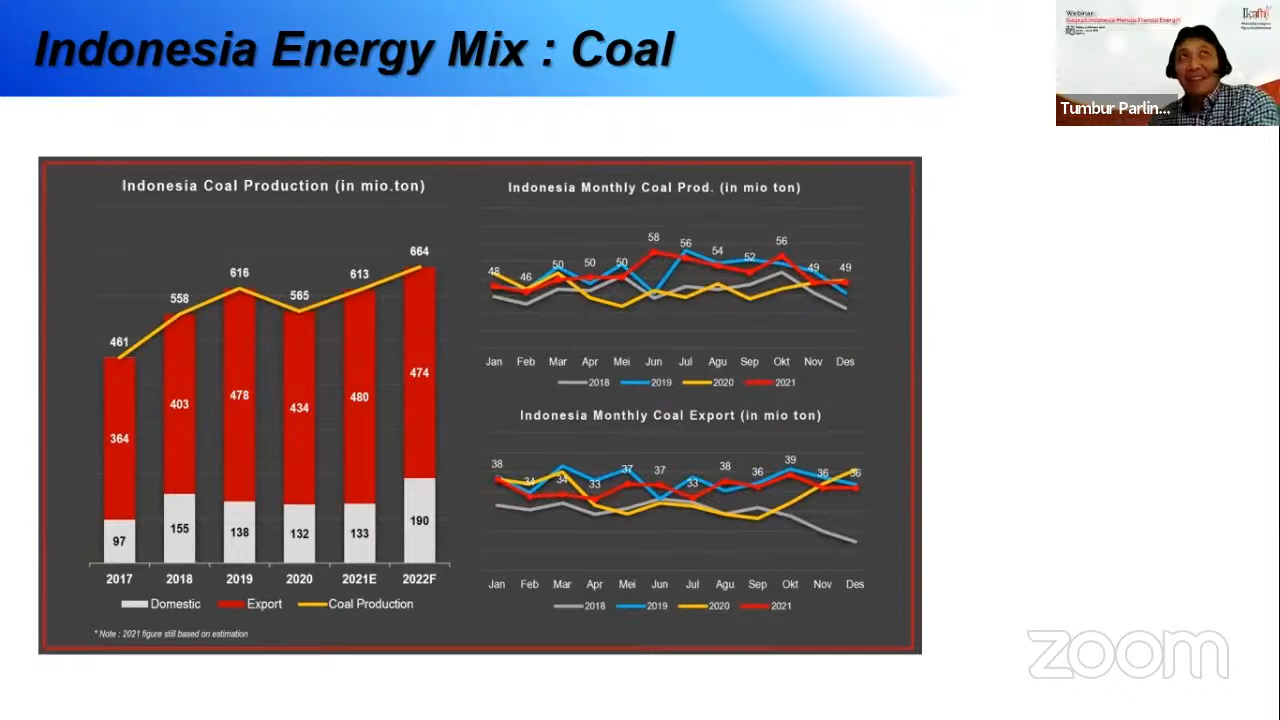 Indonesia Energy Mix : Coal
Webinar:
Siapkah Indonesia Menuju Transisi Energi?
Tumbur Parlin...
Indonesia Coal Production (in mio.ton)
461
558
616
565
613
664
364
403
478
434
480
474
97
155
138
132
133
190
2017 2018 2019 2020 2021E 2022F
Domestic Export Coal Production
* Note : 2021 figure still based on estimation
Indonesia Monthly Coal Prod. (in mio ton)
48 46 50 50 50 58 56 54 52 56 49 49
Jan Feb Mar Apr Mei Jun Jul Agu Sep Okt Nov Des
2018 2019 2020 2021
Indonesia Monthly Coal Export (in mio ton)
38 34 34 33 37 37 33 38 36 39 36 36
Jan Feb Mar Apr Mei Jun Jul Agu Sep Okt Nov Des
2018 2019 2020 2021
zoom